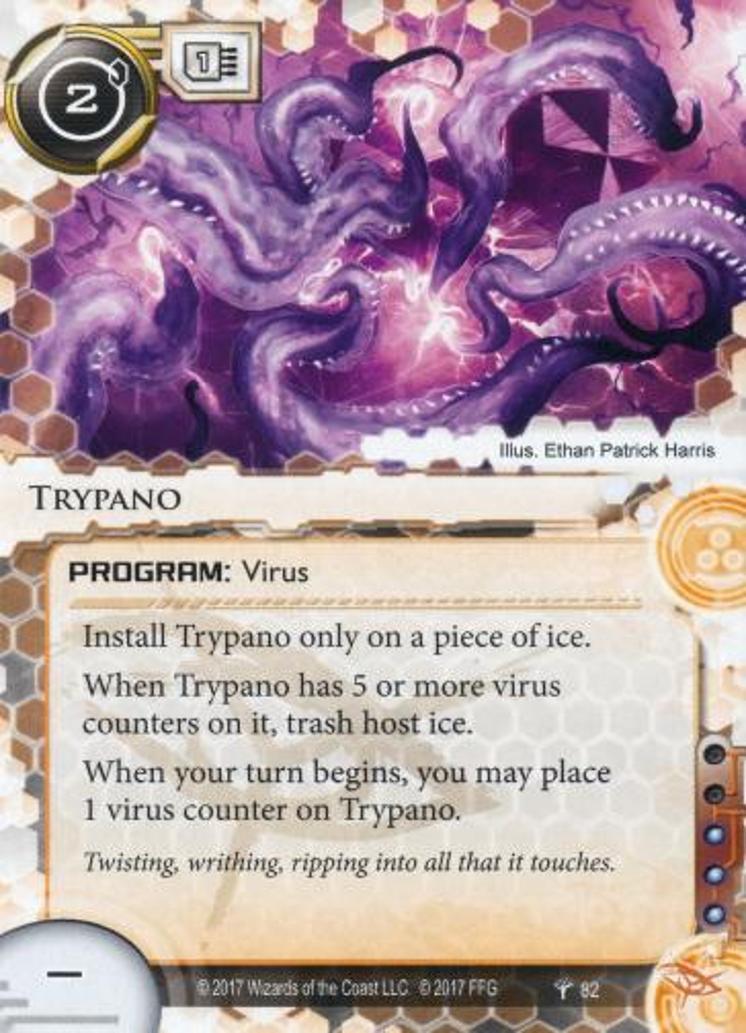 2
1
Illus. Ethan Patrick Harris
Trypano
PROGRAM: Virus
Install Trypano only on a piece of ice.
When Trypano has 5 or more virus
counters on it, trash host ice.
When your turn begins, you may place
1 virus counter on Trypano.
Twisting, writhing, ripping into all that it touches.
–
© 2017 Wizards of the Coast LLC. © 2017 FFG 82